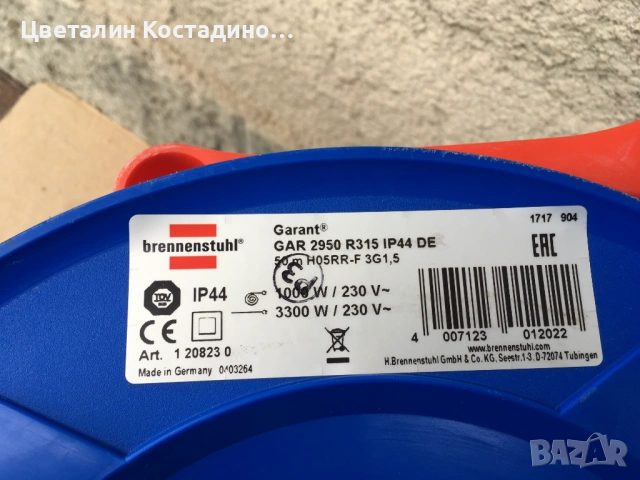 Цветалин Костадино...
1717 904
Garant®
GAR 2950 R315 IP44 DE
50 m H05RR-F 3G1,5
brennenstuhl®
EAC
TÜV
IP44
1000 W / 230 V~
3300 W / 230 V~
CE
4 007123 012022
Art. 1 20823 0
www.brennenstuhl.com
H.Brennenstuhl GmbH & Co. KG, Seestr.1-3, D-72074 Tübingen
Made in Germany
BAZAR